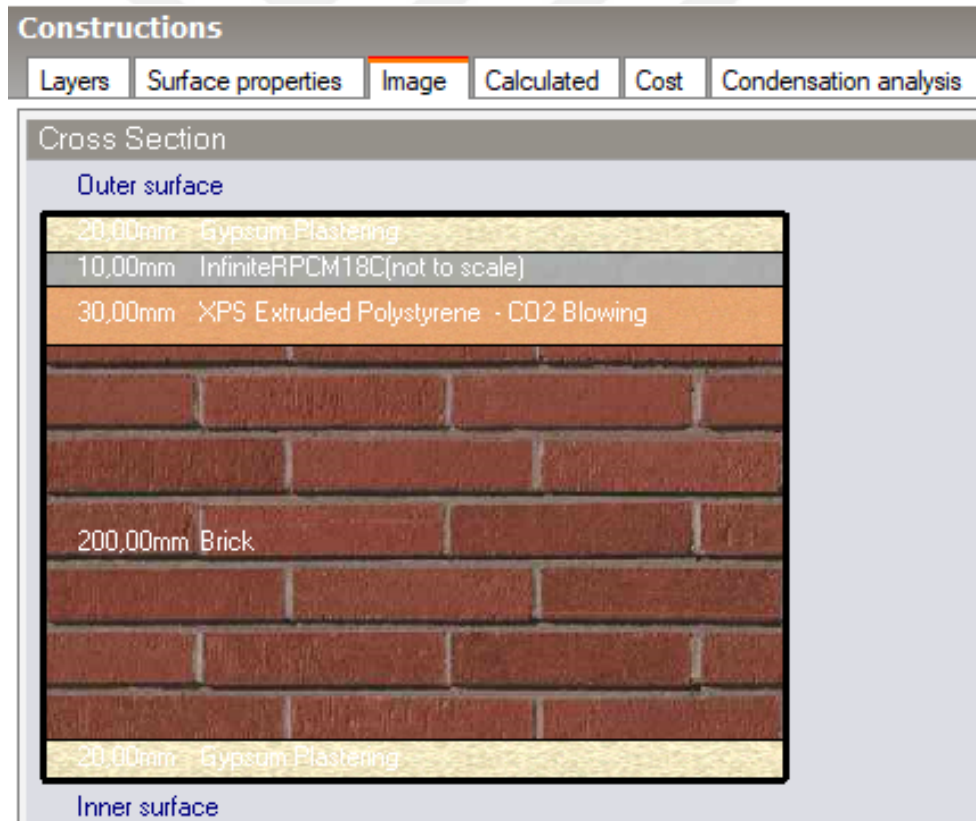 Constructions
Layers Surface properties Image Calculated Cost Condensation analysis
Cross Section
Outer surface
20,00mm Gypsum Plastering
10,00mm InfiniteRPCM18C(not to scale)
30,00mm XPS Extruded Polystyrene - CO2 Blowing
200,00mm Brick
20,00mm Gypsum Plastering
Inner surface